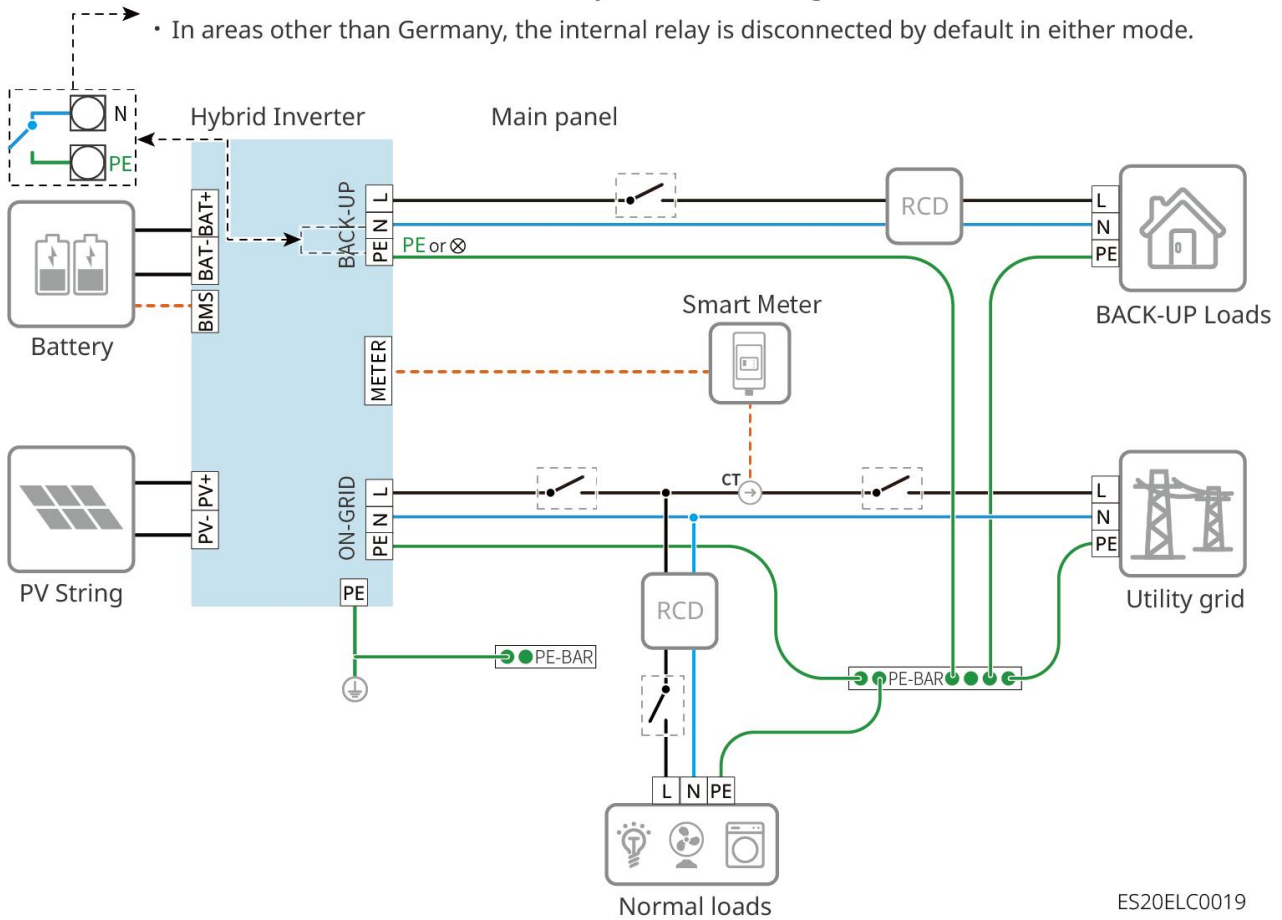 · In areas other than Germany, the internal relay is disconnected by default in either mode.
N
PE
Hybrid Inverter
Main panel
BAT+
BAT-
BMS
Battery
BACK-UP
L
N
PE
PE or ⊗
RCD
L
N
PE
BACK-UP Loads
Smart Meter
METER
PV+
PV-
PV String
ON-GRID
L
N
PE
CT
L
N
PE
Utility grid
PE
RCD
PE-BAR
PE-BAR
L
N
PE
Normal loads
ES20ELC0019